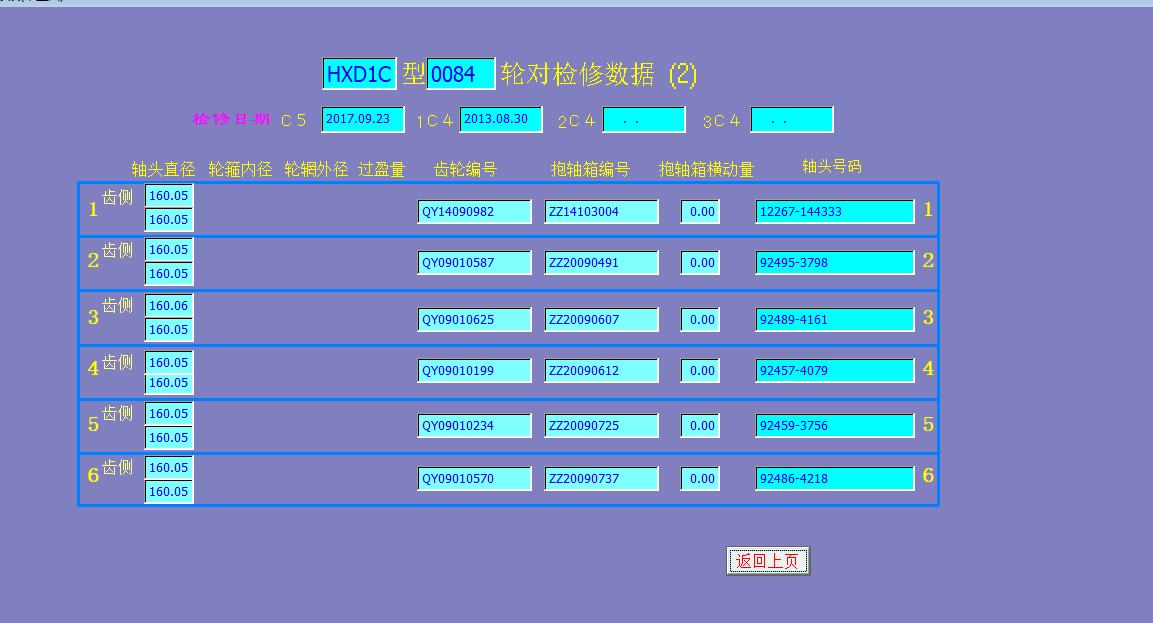 HXD1C 型 0084 轮对检修数据 (2)
检修日期 C5 2017.09.23 1C4 2013.08.30 2C4 . . 3C4 . .
轴头直径 轮箍内径 轮辋外径 过盈量 齿轮编号 抱轴箱编号 抱轴箱横动量 轴头号码
1 齿侧 160.05
160.05 QY14090982 ZZ14103004 0.00 12267-144333 1
2 齿侧 160.05
160.05 QY09010587 ZZ20090491 0.00 92495-3798 2
3 齿侧 160.06
160.05 QY09010625 ZZ20090607 0.00 92489-4161 3
4 齿侧 160.05
160.05 QY09010199 ZZ20090612 0.00 92457-4079 4
5 齿侧 160.05
160.05 QY09010234 ZZ20090725 0.00 92459-3756 5
6 齿侧 160.05
160.05 QY09010570 ZZ20090737 0.00 92486-4218 6
返回上页